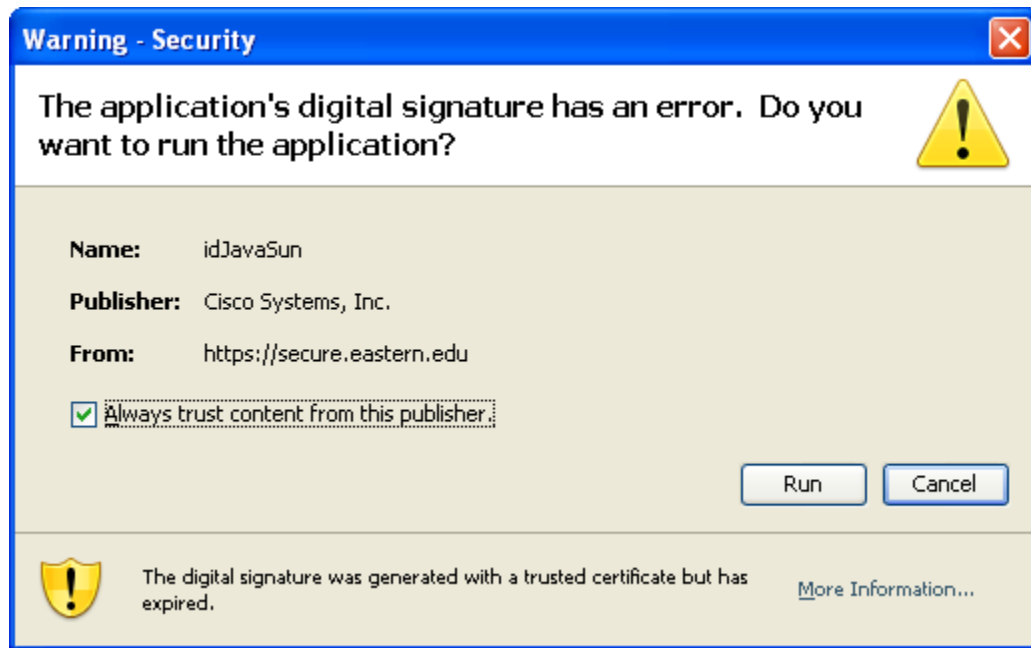 Warning - Security
The application's digital signature has an error. Do you
want to run the application?
Name: idJavaSun
Publisher: Cisco Systems, Inc.
From: https://secure.eastern.edu
Always trust content from this publisher.
Run Cancel
The digital signature was generated with a trusted certificate but has
expired.
More Information...